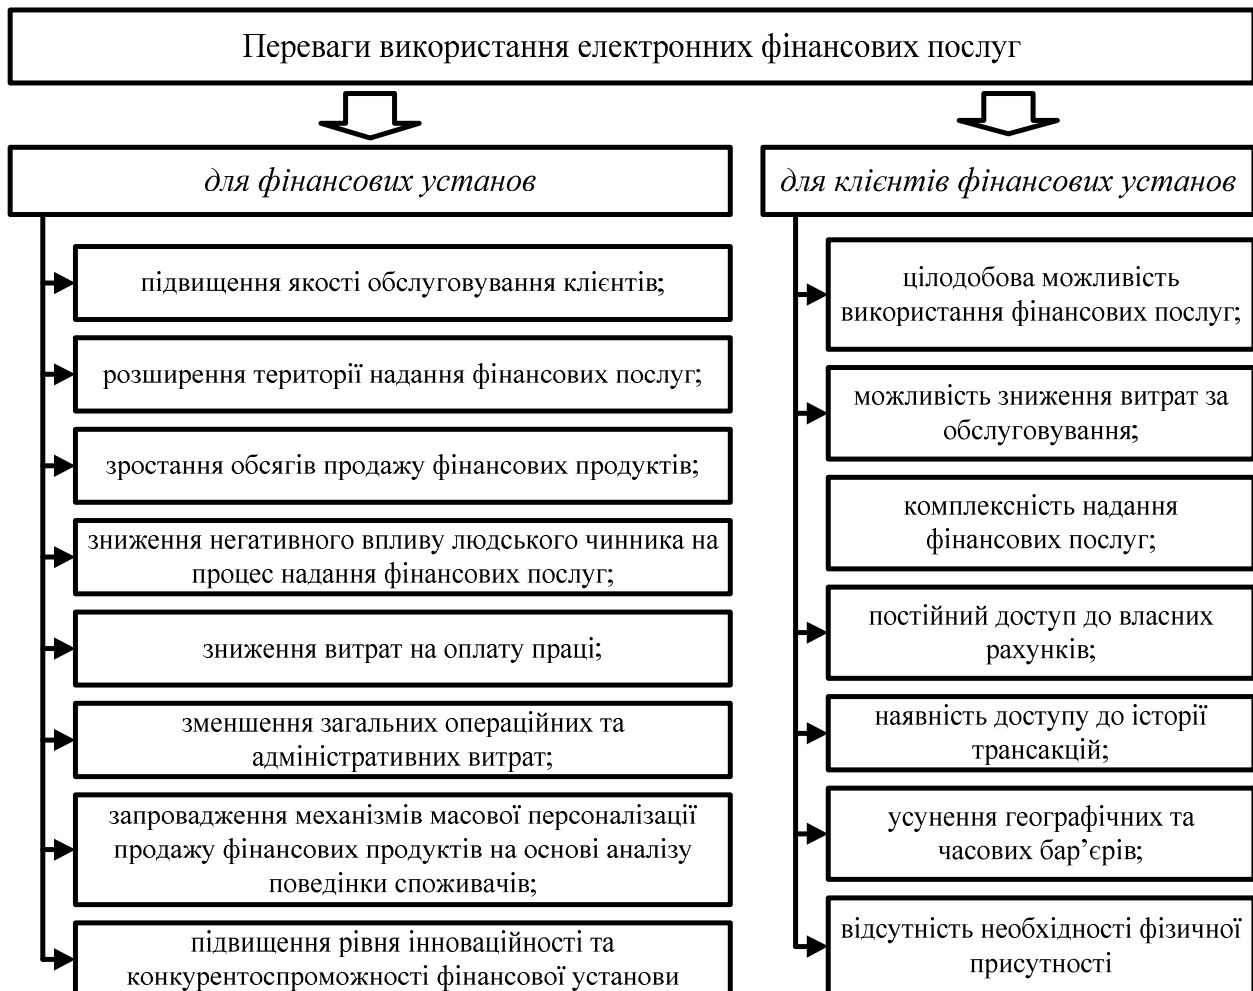 Переваги використання електронних фінансових послуг
для фінансових установ
підвищення якості обслуговування клієнтів;
розширення території надання фінансових послуг;
зростання обсягів продажу фінансових продуктів;
зниження негативного впливу людського чинника на
процес надання фінансових послуг;
зниження витрат на оплату праці;
зменшення загальних операційних та
адміністративних витрат;
запровадження механізмів масової персоналізації
продажу фінансових продуктів на основі аналізу
поведінки споживачів;
підвищення рівня інноваційності та
конкурентоспроможності фінансової установи
для клієнтів фінансових установ
цілодобова можливість
використання фінансових послуг;
можливість зниження витрат за
обслуговування;
комплексність надання
фінансових послуг;
постійний доступ до власних
рахунків;
наявність доступу до історії
трансакцій;
усунення географічних та
часових бар’єрів;
відсутність необхідності фізичної
присутності